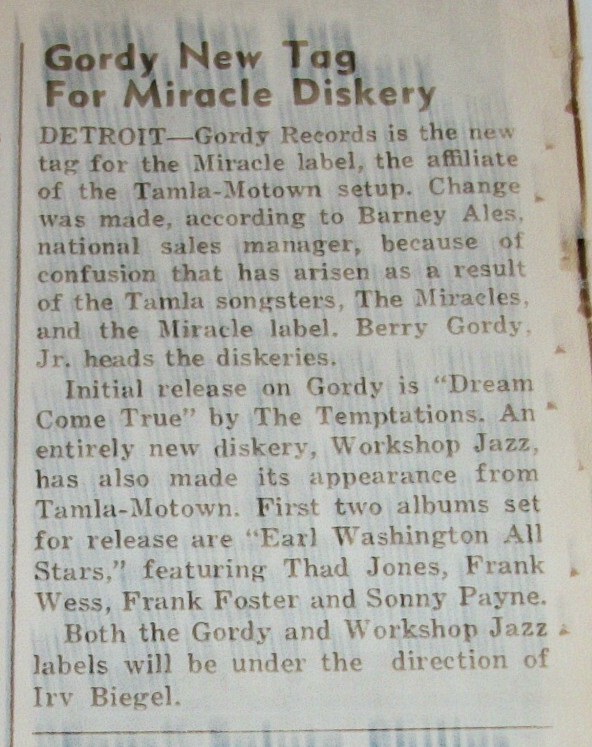 Gordy New Tag
For Miracle Diskery
DETROIT—Gordy Records is the new
tag for the Miracle label, the affiliate
of the Tamla-Motown setup. Change
was made, according to Barney Ales,
national sales manager, because of
confusion that has arisen as a result
of the Tamla songsters, The Miracles,
and the Miracle label. Berry Gordy,
Jr. heads the diskeries.
Initial release on Gordy is “Dream
Come True” by The Temptations. An
entirely new diskery, Workshop Jazz,
has also made its appearance from
Tamla-Motown. First two albums set
for release are “Earl Washington All
Stars,” featuring Thad Jones, Frank
Wess, Frank Foster and Sonny Payne.
Both the Gordy and Workshop Jazz
labels will be under the direction of
Irv Biegel.